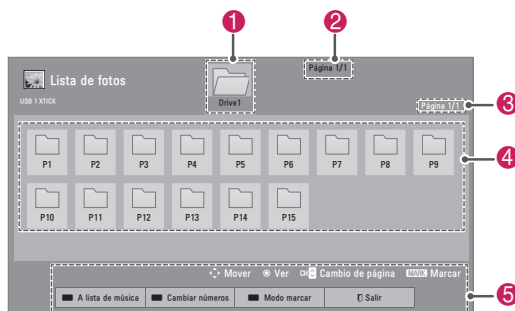 1
2
Página 1/1
Lista de fotos
USB 1 XTICK
Drive1
Página 1/1
3
P1 P2 P3 P4 P5 P6 P7 P8 P9
4
P10 P11 P12 P13 P14 P15
Mover Ver CH Cambio de página MARK Marcar
A lista de música Cambiar números Modo marcar Salir
5